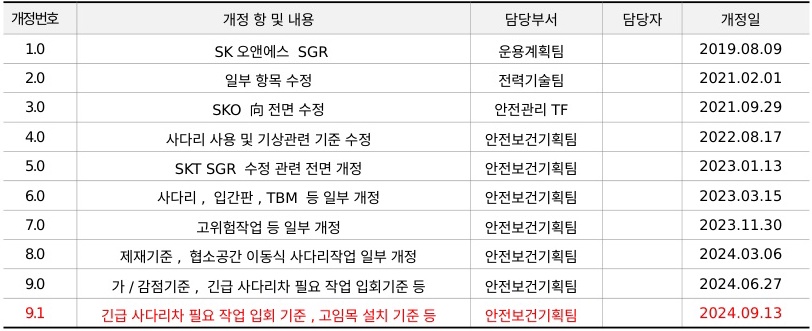 개정번호 개정 항 및 내용 담당부서 담당자 개정일
1.0 SK 오앤에스 SGR 운용계획팀 2019.08.09
2.0 일부 항목 수정 전력기술팀 2021.02.01
3.0 SKO 向 전면 수정 안전관리 TF 2021.09.29
4.0 사다리 사용 및 기상관련 기준 수정 안전보건기획팀 2022.08.17
5.0 SKT SGR 수정 관련 전면 개정 안전보건기획팀 2023.01.13
6.0 사다리 , 입간판 , TBM 등 일부 개정 안전보건기획팀 2023.03.15
7.0 고위험작업 등 일부 개정 안전보건기획팀 2023.11.30
8.0 제재기준 , 협소공간 이동식 사다리작업 일부 개정 안전보건기획팀 2024.03.06
9.0 가 / 감점기준 , 긴급 사다리차 필요 작업 입회기준 등 안전보건기획팀 2024.06.27
9.1 긴급 사다리차 필요 작업 입회 기준 , 고임목 설치 기준 등 안전보건기획팀 2024.09.13